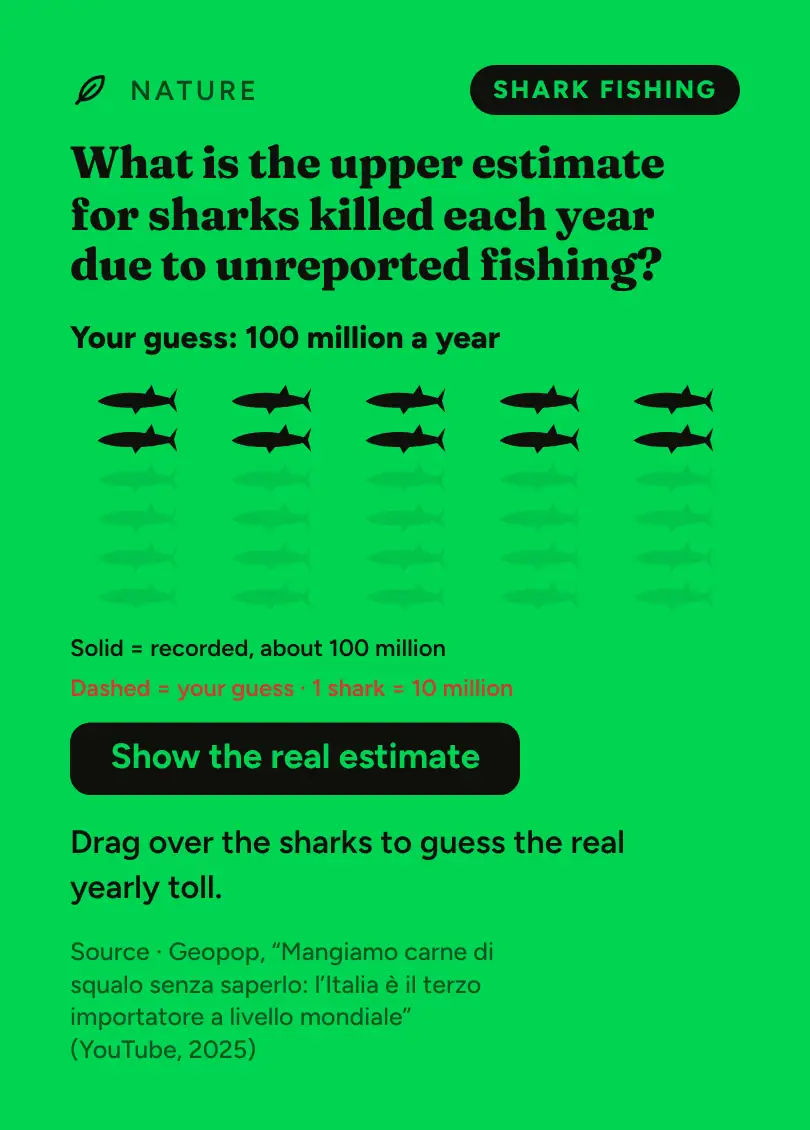 NATURE
SHARK FISHING
What is the upper estimate
for sharks killed each year
due to unreported fishing?
Your guess: 100 million a year
Solid = recorded, about 100 million
Dashed = your guess · 1 shark = 10 million
Show the real estimate
Drag over the sharks to guess the real
yearly toll.
Source · Geopop, “Mangiamo carne di
squalo senza saperlo: l’Italia è il terzo
importatore a livello mondiale”
(YouTube, 2025)